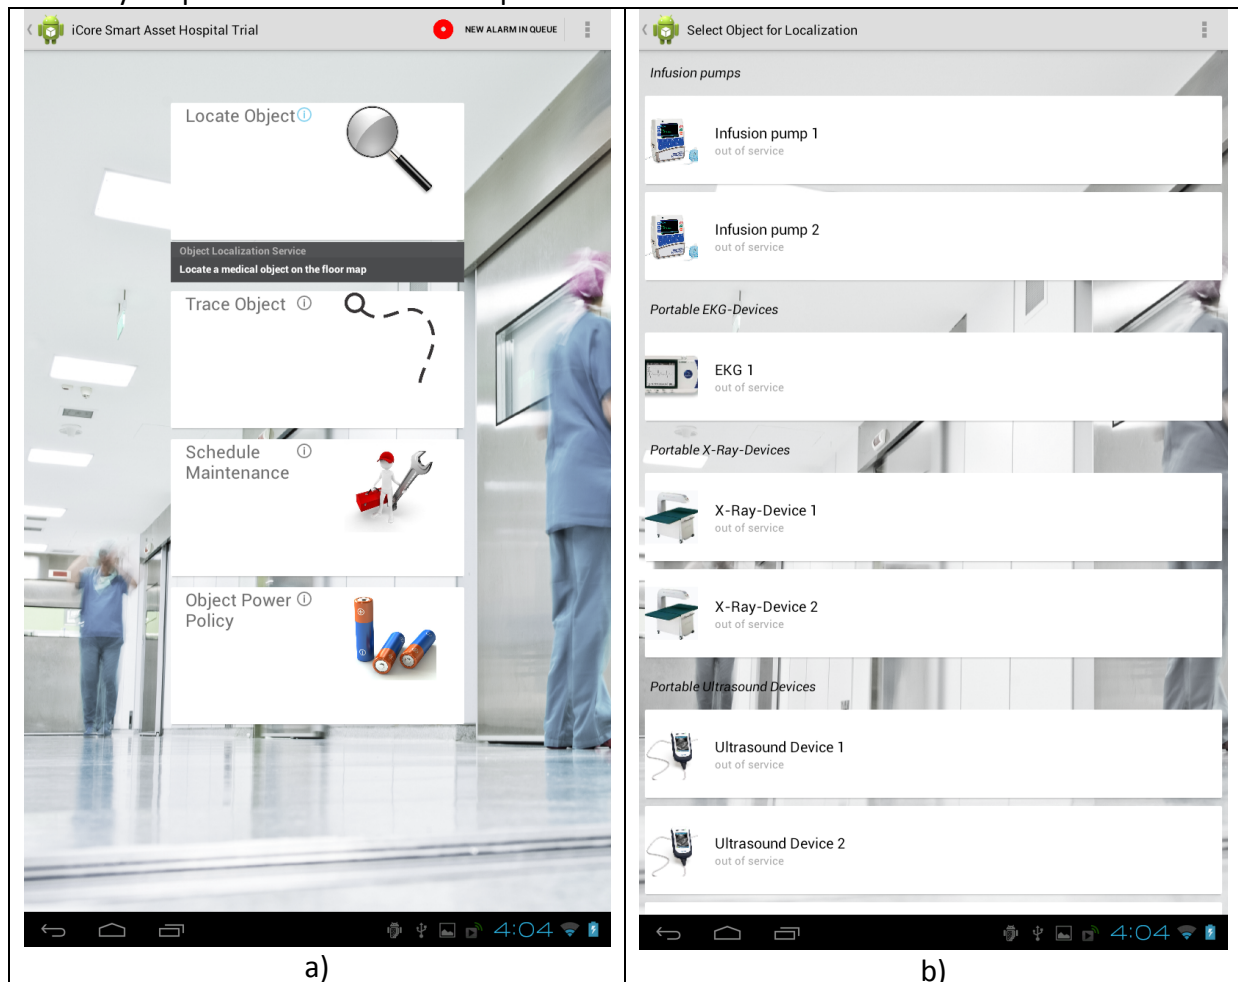 iCore Smart Asset Hospital Trial
NEW ALARM IN QUEUE
Locate Object
Object Localization Service
Locate a medical object on the floor map
Trace Object
Schedule
Maintenance
Object Power
Policy
4:04
a)
Select Object for Localization
Infusion pumps
Infusion pump 1
out of service
Infusion pump 2
out of service
Portable EKG-Devices
EKG 1
out of service
Portable X-Ray-Devices
X-Ray-Device 1
out of service
X-Ray-Device 2
out of service
Portable Ultrasound Devices
Ultrasound Device 1
out of service
Ultrasound Device 2
out of service
4:04
b)